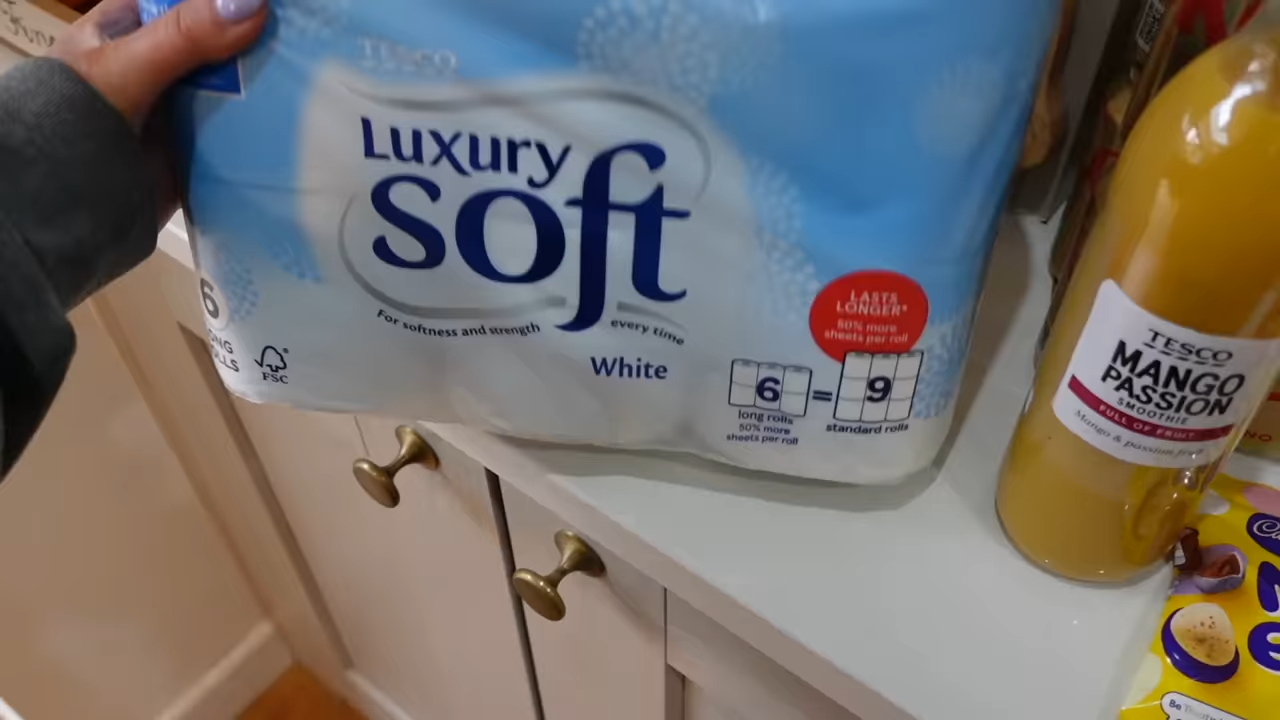 TESCO
Luxury
soft
For softness and strength every time
White
6
LONG
ROLLS
FSC
LASTS
LONGER*
50% more
sheets per roll
6 = 9
long rolls
50% more
sheets per roll
standard rolls
TESCO
MANGO
PASSION
SMOOTHIE
FULL OF FRUIT
Mango & passion fruit
Be